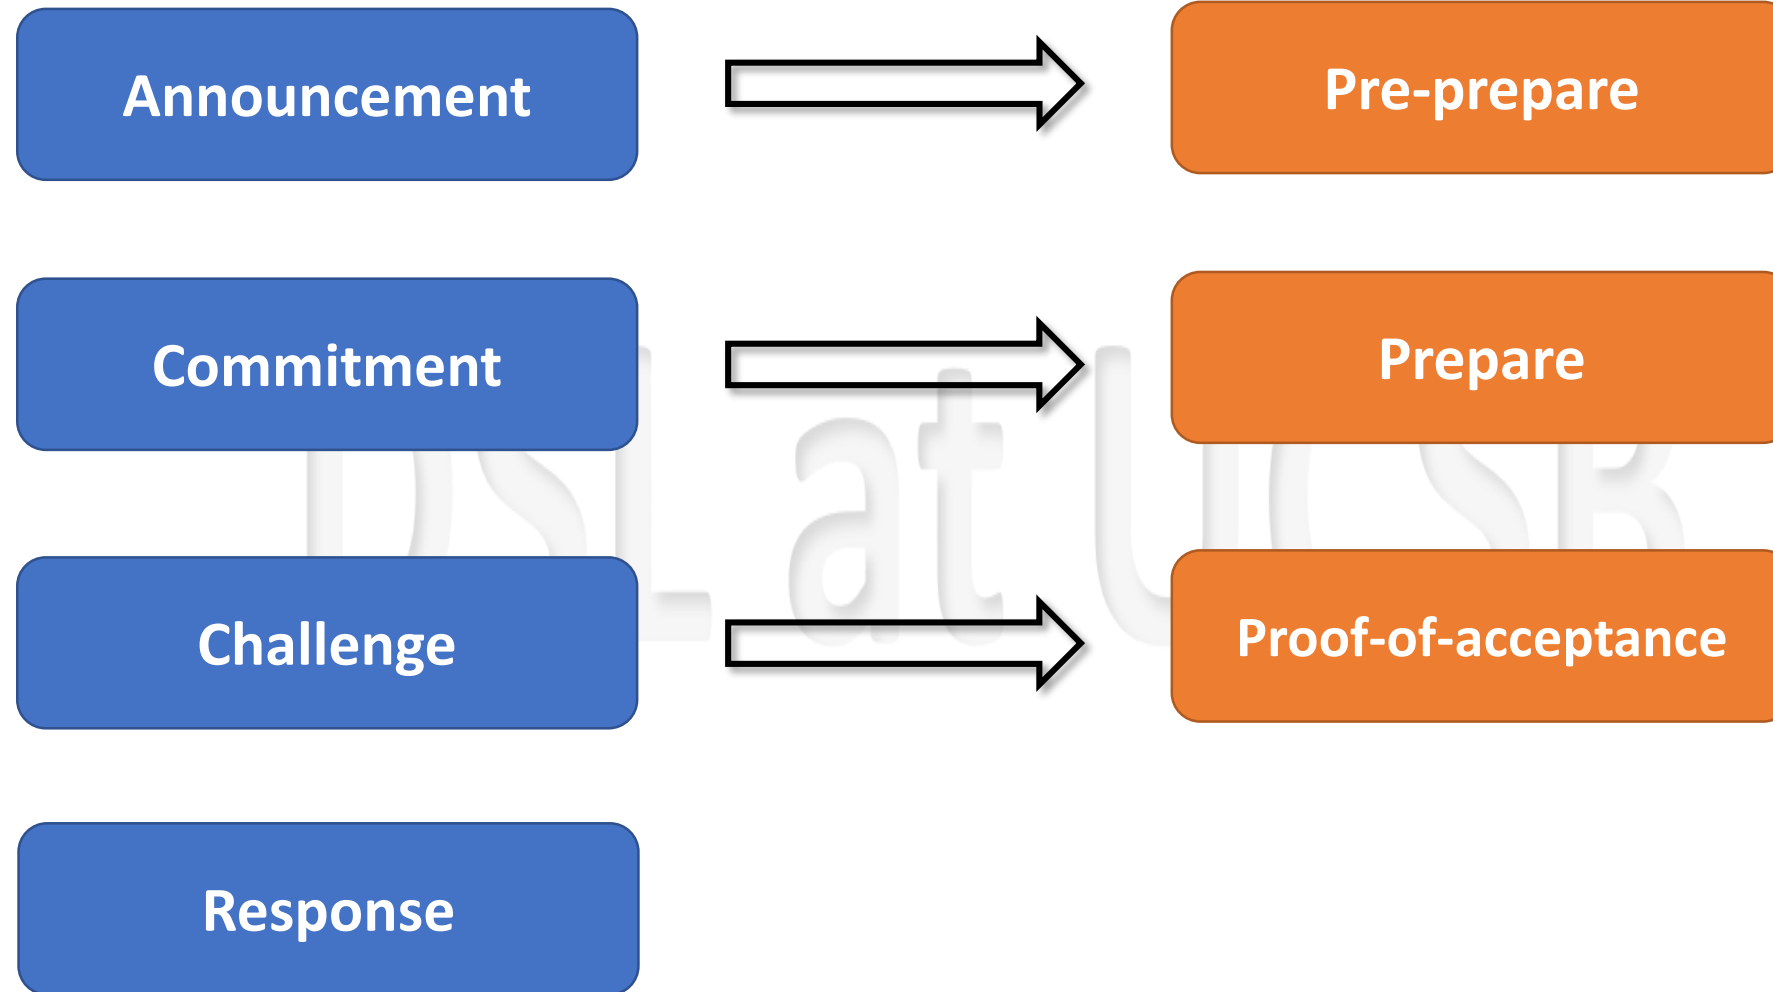 Announcement
Pre-prepare
Commitment
Prepare
DSL at UCSB
Challenge
Proof-of-acceptance
Response